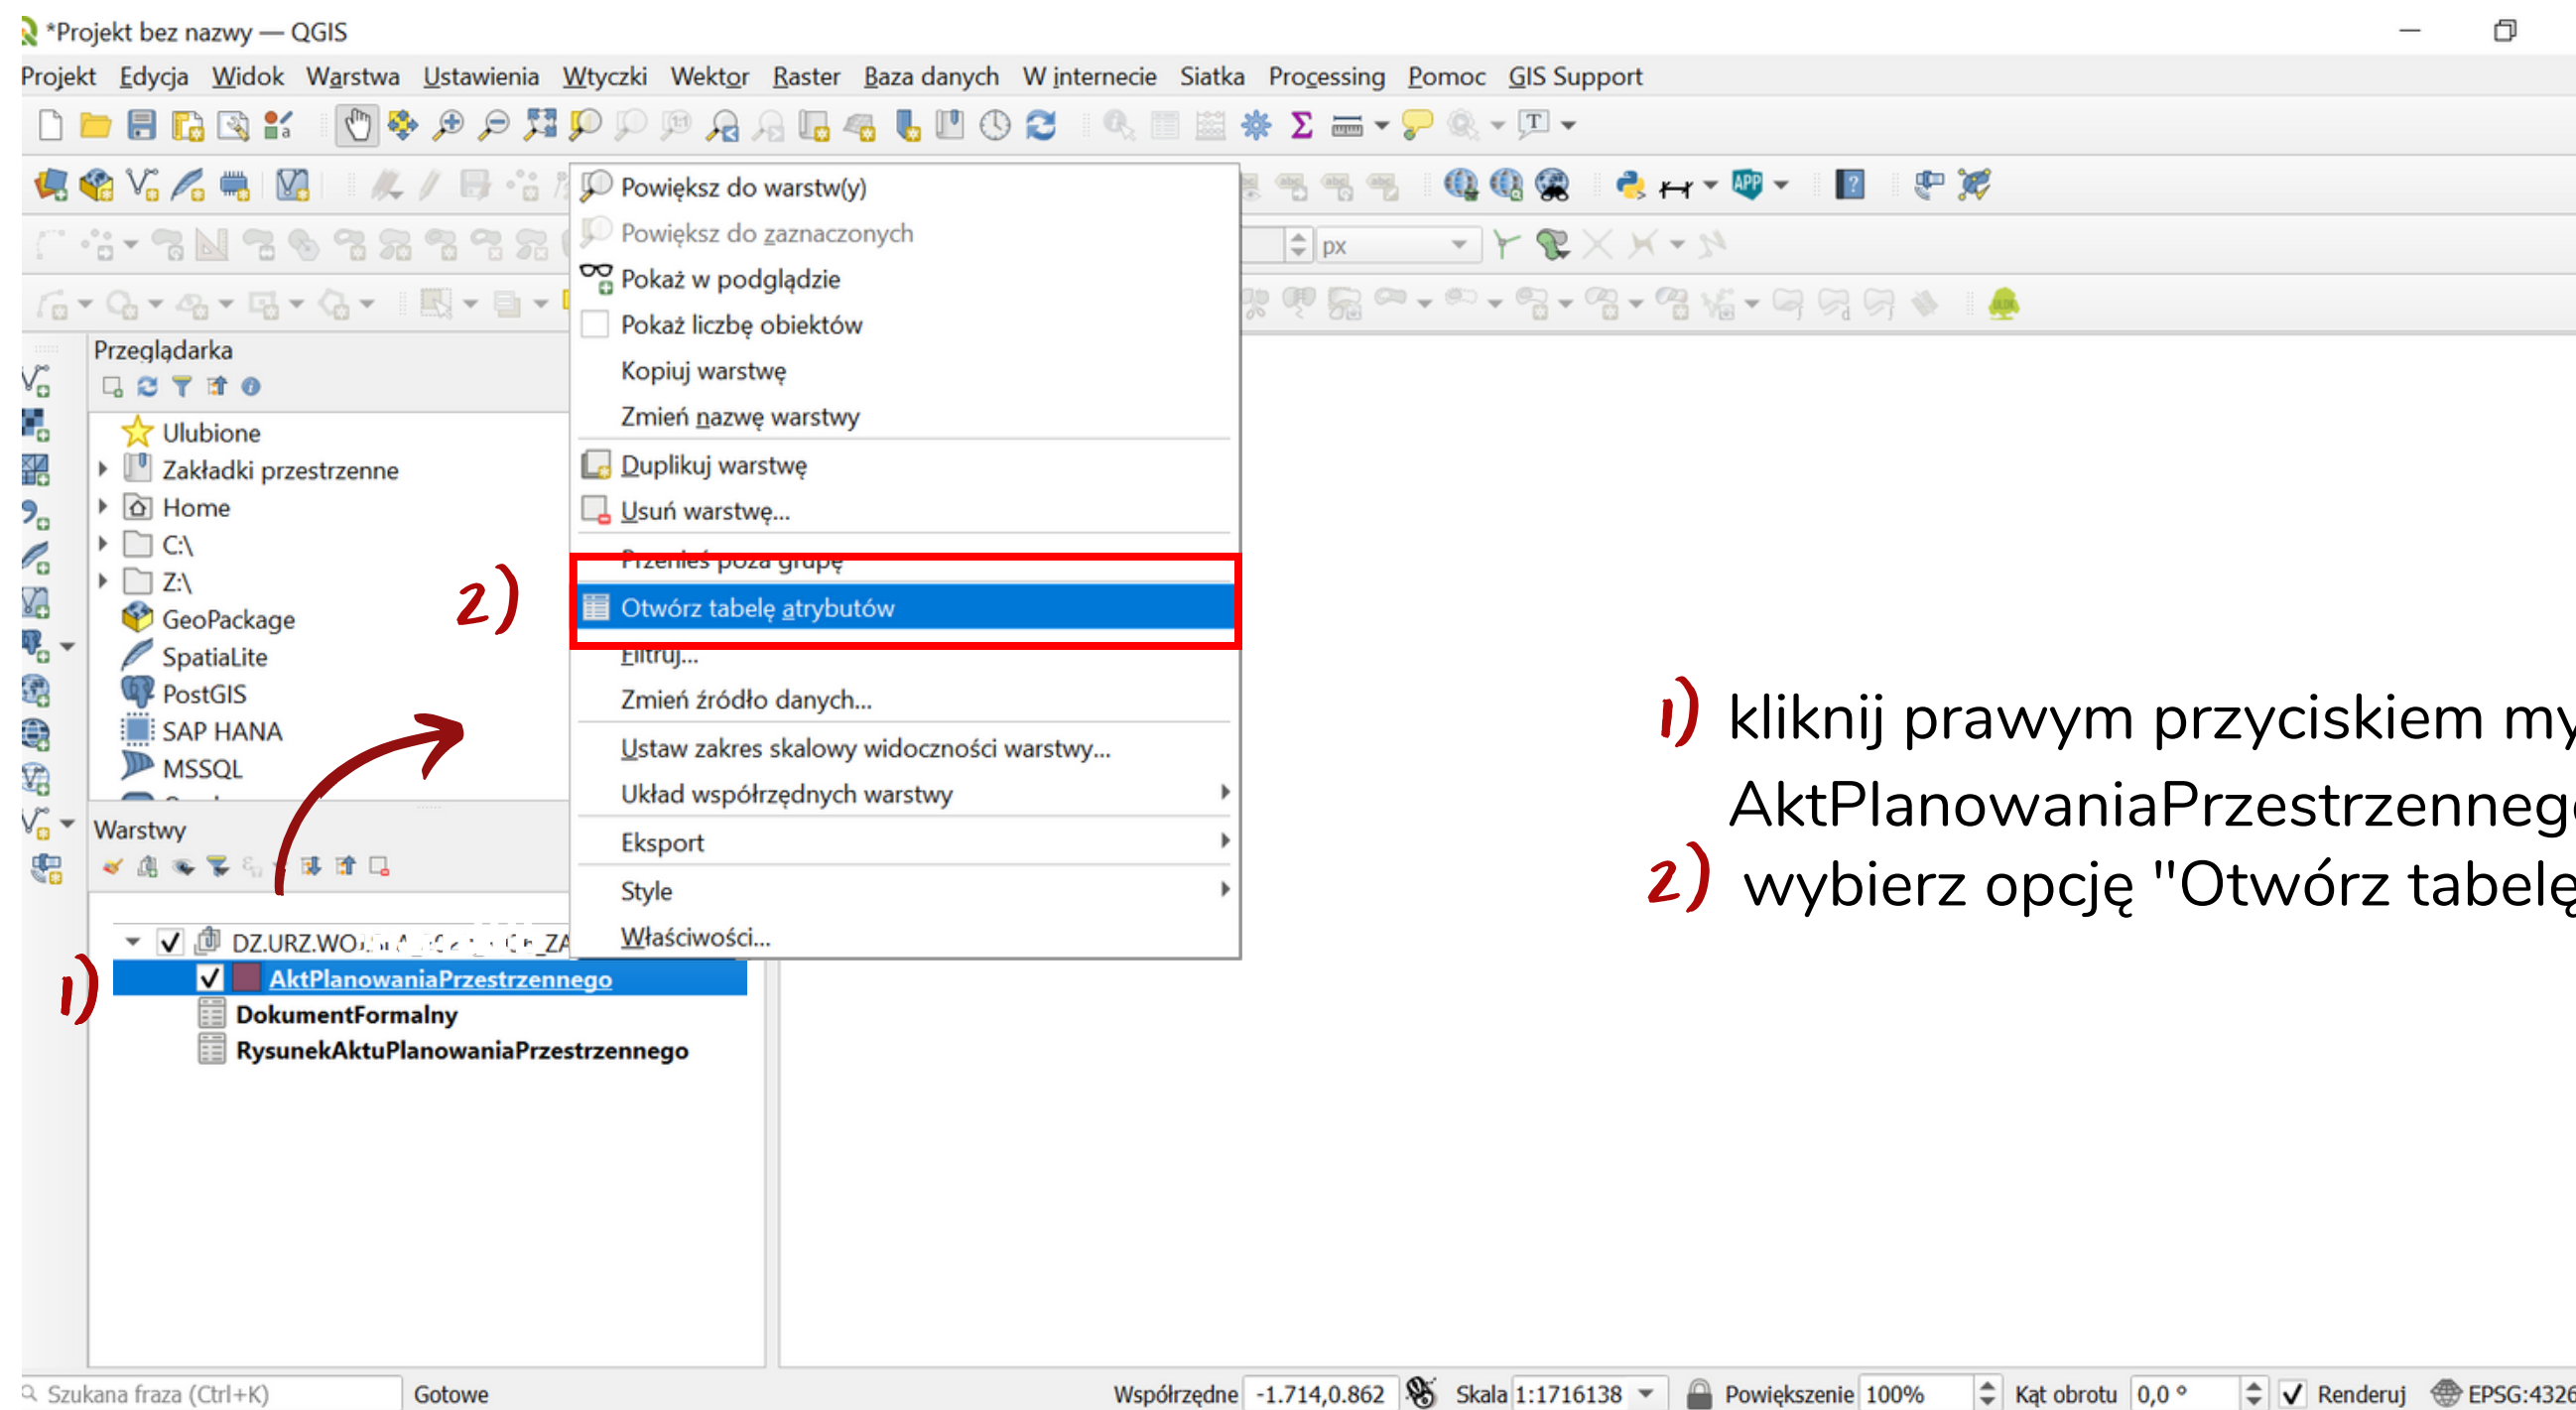 *Projekt bez nazwy — QGIS
Projekt Edycja Widok Warstwa Ustawienia Wtyczki Wektor Raster Baza danych W internecie Siatka Processing Pomoc GIS Support
Powiększ do warstw(y)
Powiększ do zaznaczonych
px
Pokaż w podglądzie
Pokaż liczbę obiektów
Kopiuj warstwę
Zmień nazwę warstwy
Duplikuj warstwę
Usuń warstwę...
Przenieś poza grupę
2)
Otwórz tabelę atrybutów
Filtruj...
Zmień źródło danych...
Ustaw zakres skalowy widoczności warstwy...
Układ współrzędnych warstwy
Eksport
Style
Właściwości...
Przeglądarka
Ulubione
Zakładki przestrzenne
Home
C:\
Z:\
GeoPackage
SpatiaLite
PostGIS
SAP HANA
MSSQL
Warstwy
1)
AktPlanowaniaPrzestrzennego
DokumentFormalny
RysunekAktuPlanowaniaPrzestrzennego
1) kliknij prawym przyciskiem my
AktPlanowaniaPrzestrzennego
2) wybierz opcję "Otwórz tabelę
Szukana fraza (Ctrl+K) Gotowe Współrzędne -1.714,0.862 Skala 1:1716138 Powiększenie 100% Kąt obrotu 0,0 ° Renderuj EPSG:4326